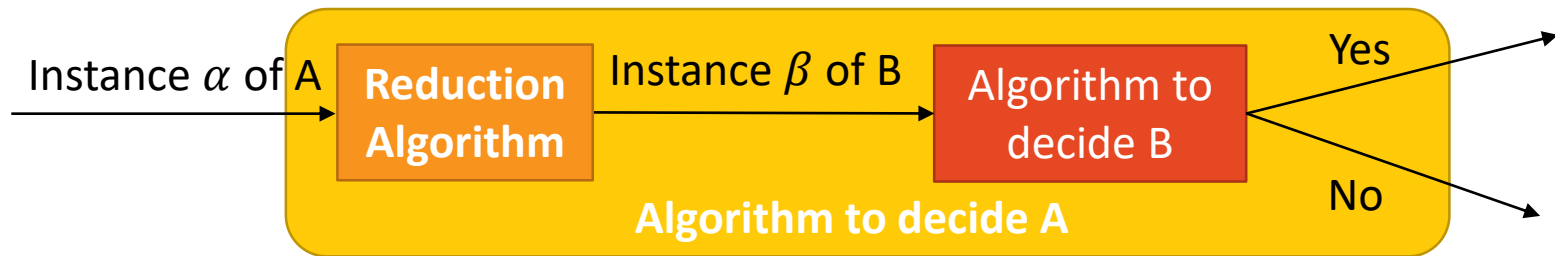 Instance 𝛼 of A
Reduction
Algorithm
Instance 𝛽 of B
Algorithm to
decide B
Yes
No
Algorithm to decide A